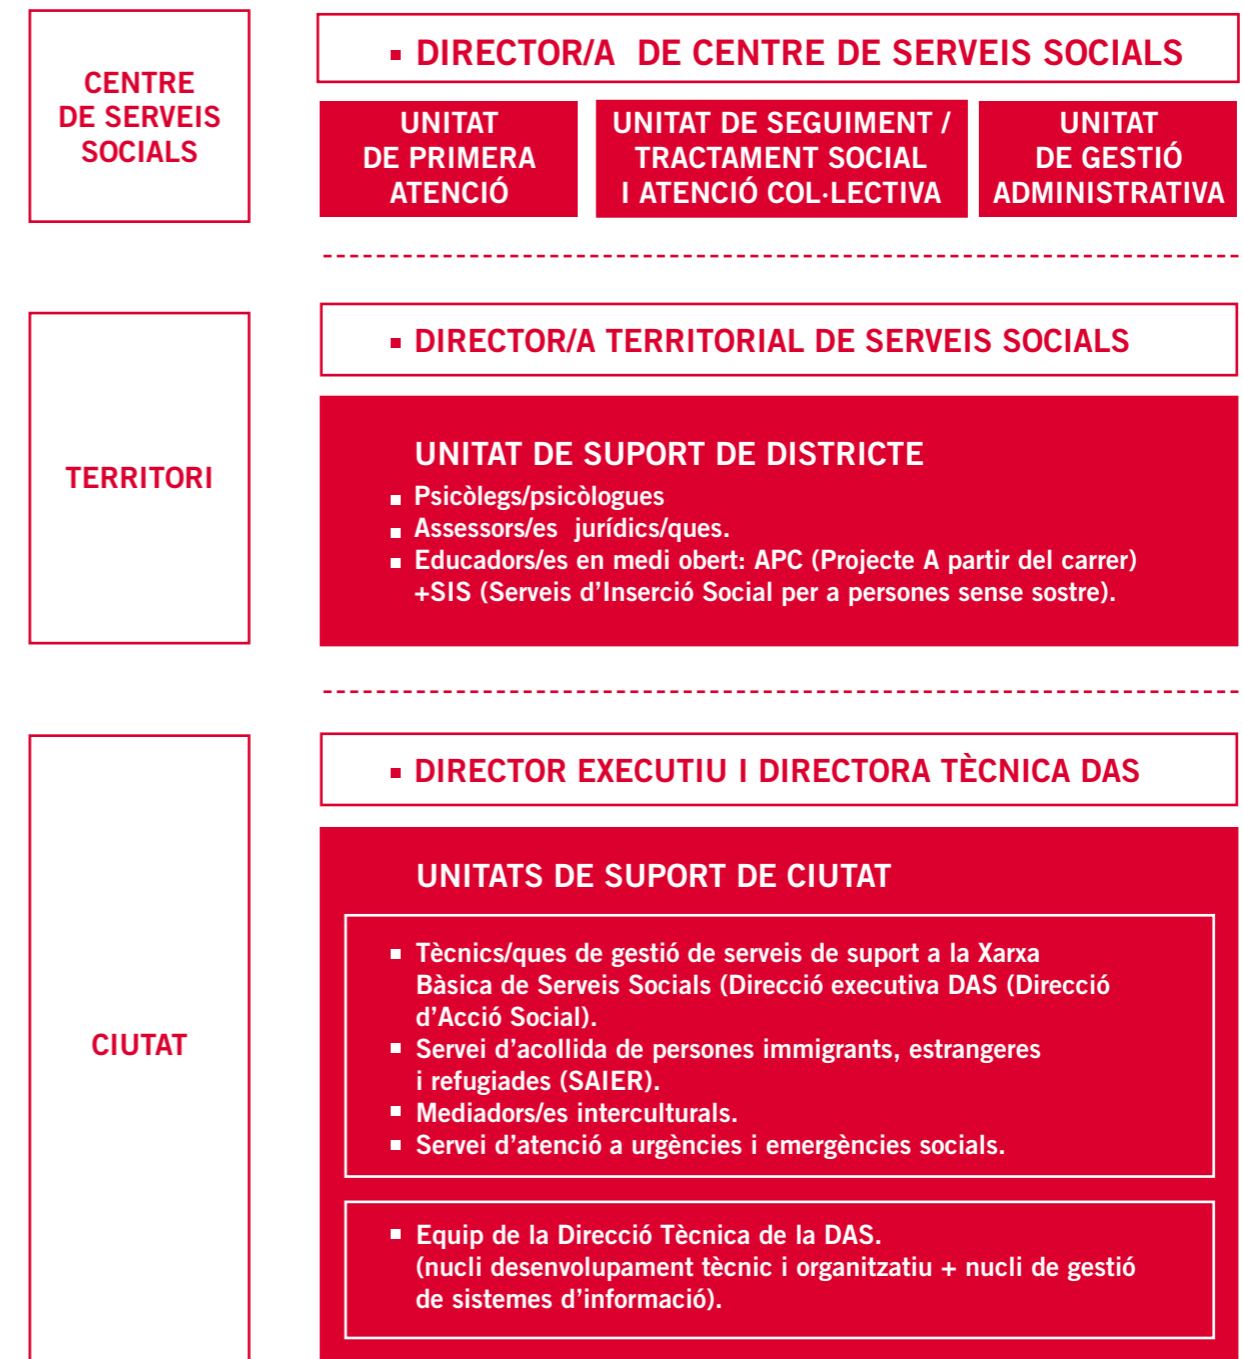 CENTRE
DE SERVEIS
SOCIALS
▪ DIRECTOR/A DE CENTRE DE SERVEIS SOCIALS
UNITAT
DE PRIMERA
ATENCIÓ
UNITAT DE SEGUIMENT /
TRACTAMENT SOCIAL
I ATENCIÓ COL·LECTIVA
UNITAT
DE GESTIÓ
ADMINISTRATIVA
TERRITORI
▪ DIRECTOR/A TERRITORIAL DE SERVEIS SOCIALS
UNITAT DE SUPORT DE DISTRICTE
▪ Psicòlegs/psicòlogues
▪ Assessors/es jurídics/ques.
▪ Educadors/es en medi obert: APC (Projecte A partir del carrer)
+SIS (Serveis d’Inserció Social per a persones sense sostre).
CIUTAT
▪ DIRECTOR EXECUTIU I DIRECTORA TÈCNICA DAS
UNITATS DE SUPORT DE CIUTAT
▪ Tècnics/ques de gestió de serveis de suport a la Xarxa
Bàsica de Serveis Socials (Direcció executiva DAS (Direcció
d’Acció Social).
▪ Servei d’acollida de persones immigrants, estrangeres
i refugiades (SAIER).
▪ Mediadors/es interculturals.
▪ Servei d’atenció a urgències i emergències socials.
▪ Equip de la Direcció Tècnica de la DAS.
(nucli desenvolupament tècnic i organitzatiu + nucli de gestió
de sistemes d’informació).